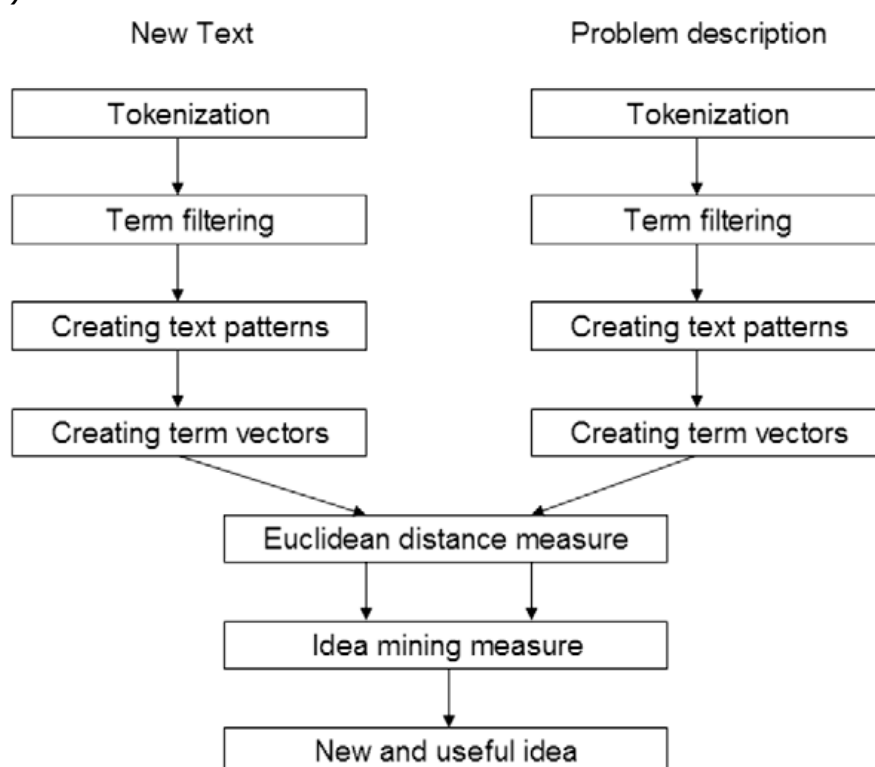 New Text Problem description
Tokenization Tokenization
Term filtering Term filtering
Creating text patterns Creating text patterns
Creating term vectors Creating term vectors
Euclidean distance measure
Idea mining measure
New and useful idea